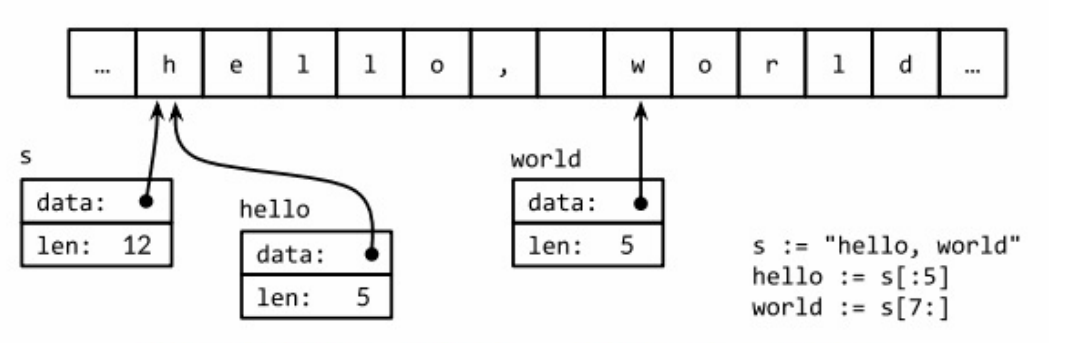 … h e l l o , w o r l d …
s
data:
len: 12
hello
data:
len: 5
world
data:
len: 5
s := "hello, world"
hello := s[:5]
world := s[7:]